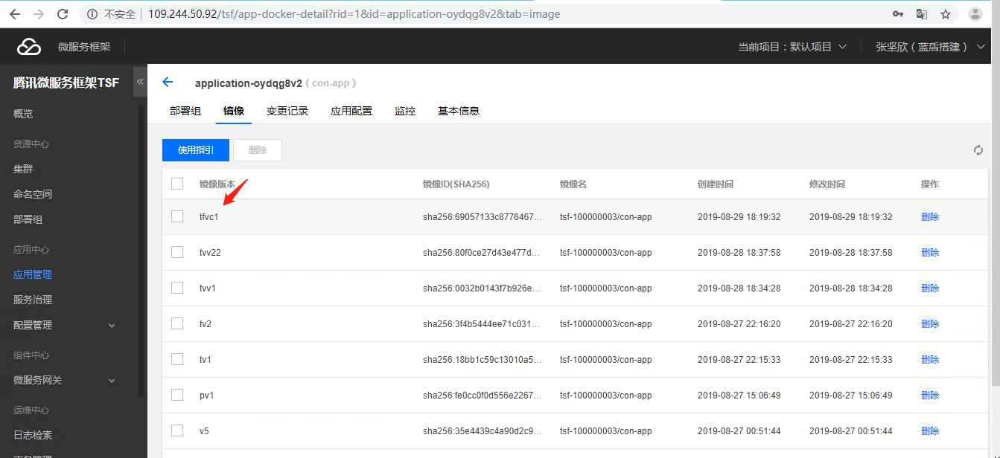 不安全 109.244.50.92/tsf/app-docker-detail?rid=1&id=application-oydqg8v2&tab=image
微服务框架 当前项目：默认项目 张坚欣（蓝盾搭建）
腾讯微服务框架TSF
概览
资源中心
集群
命名空间
部署组
应用中心
应用管理
服务治理
配置管理
组件中心
微服务网关
运维中心
日志检索
application-oydqg8v2 ( con-app )
部署组 镜像 变更记录 应用配置 监控 基本信息
使用指引 删除
镜像版本 镜像ID(SHA256) 镜像名 创建时间 修改时间 操作
tfvc1 sha256:69057133c8776467... tsf-100000003/con-app 2019-08-29 18:19:32 2019-08-29 18:19:32 删除
tvv22 sha256:80f0ce27d43e477d... tsf-100000003/con-app 2019-08-28 18:37:58 2019-08-28 18:37:58 删除
tvv1 sha256:0032b0143f7b926e... tsf-100000003/con-app 2019-08-28 18:34:28 2019-08-28 18:34:28 删除
tv2 sha256:3f4b5444ee71c031... tsf-100000003/con-app 2019-08-27 22:16:20 2019-08-27 22:16:20 删除
tv1 sha256:18bb1c59c13010a5... tsf-100000003/con-app 2019-08-27 22:15:33 2019-08-27 22:15:33 删除
pv1 sha256:fe0cc0f0d556e2267... tsf-100000003/con-app 2019-08-27 15:06:49 2019-08-27 15:06:49 删除
v5 sha256:35e4439c4a90d2c9... tsf-100000003/con-app 2019-08-27 00:51:44 2019-08-27 00:51:44 删除